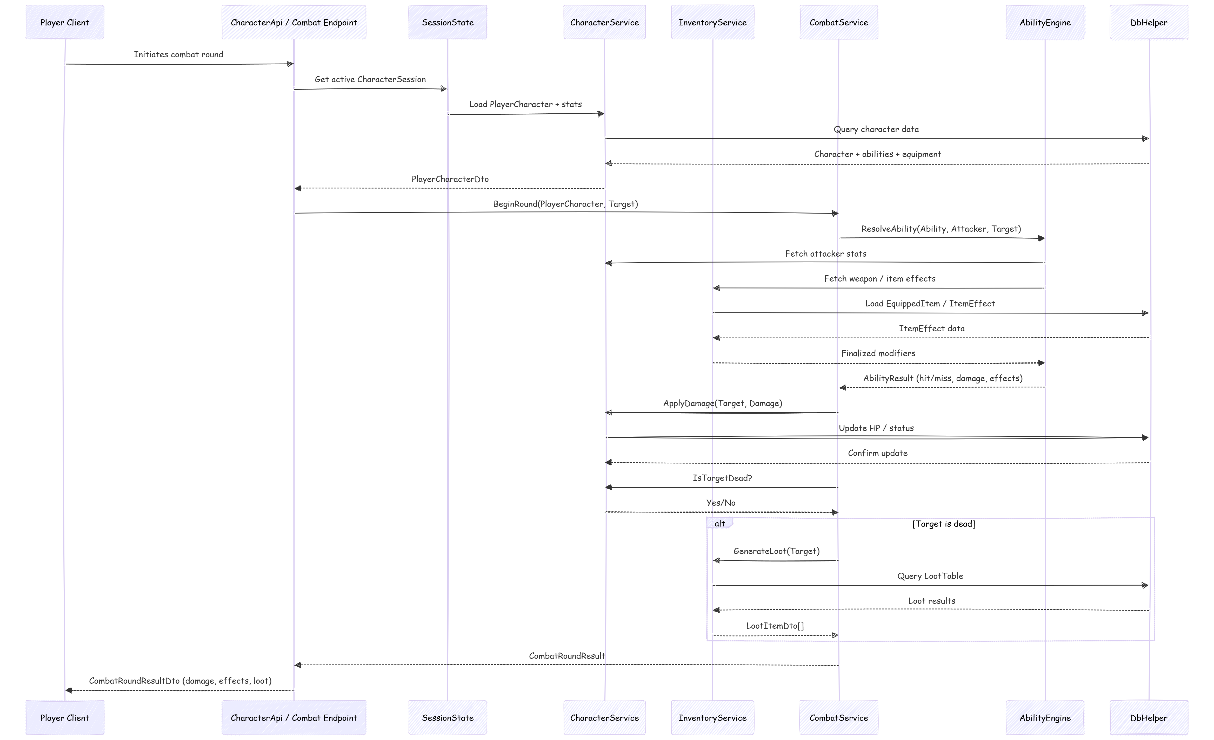 Player Client
CharacterApi / Combat Endpoint
SessionState
CharacterService
InventoryService
CombatService
AbilityEngine
DbHelper
Initiates combat round
Get active CharacterSession
Load PlayerCharacter + stats
Query character data
Character + abilities + equipment
PlayerCharacterDto
BeginRound(PlayerCharacter, Target)
ResolveAbility(Ability, Attacker, Target)
Fetch attacker stats
Fetch weapon / item effects
Load EquippedItem / ItemEffect
ItemEffect data
Finalized modifiers
AbilityResult (hit/miss, damage, effects)
ApplyDamage(Target, Damage)
Update HP / status
Confirm update
IsTargetDead?
Yes/No
alt
[Target is dead]
GenerateLoot(Target)
Query LootTable
Loot results
LootItemDto[]
CombatRoundResult
CombatRoundResultDto (damage, effects, loot)
Player Client
CharacterApi / Combat Endpoint
SessionState
CharacterService
InventoryService
CombatService
AbilityEngine
DbHelper